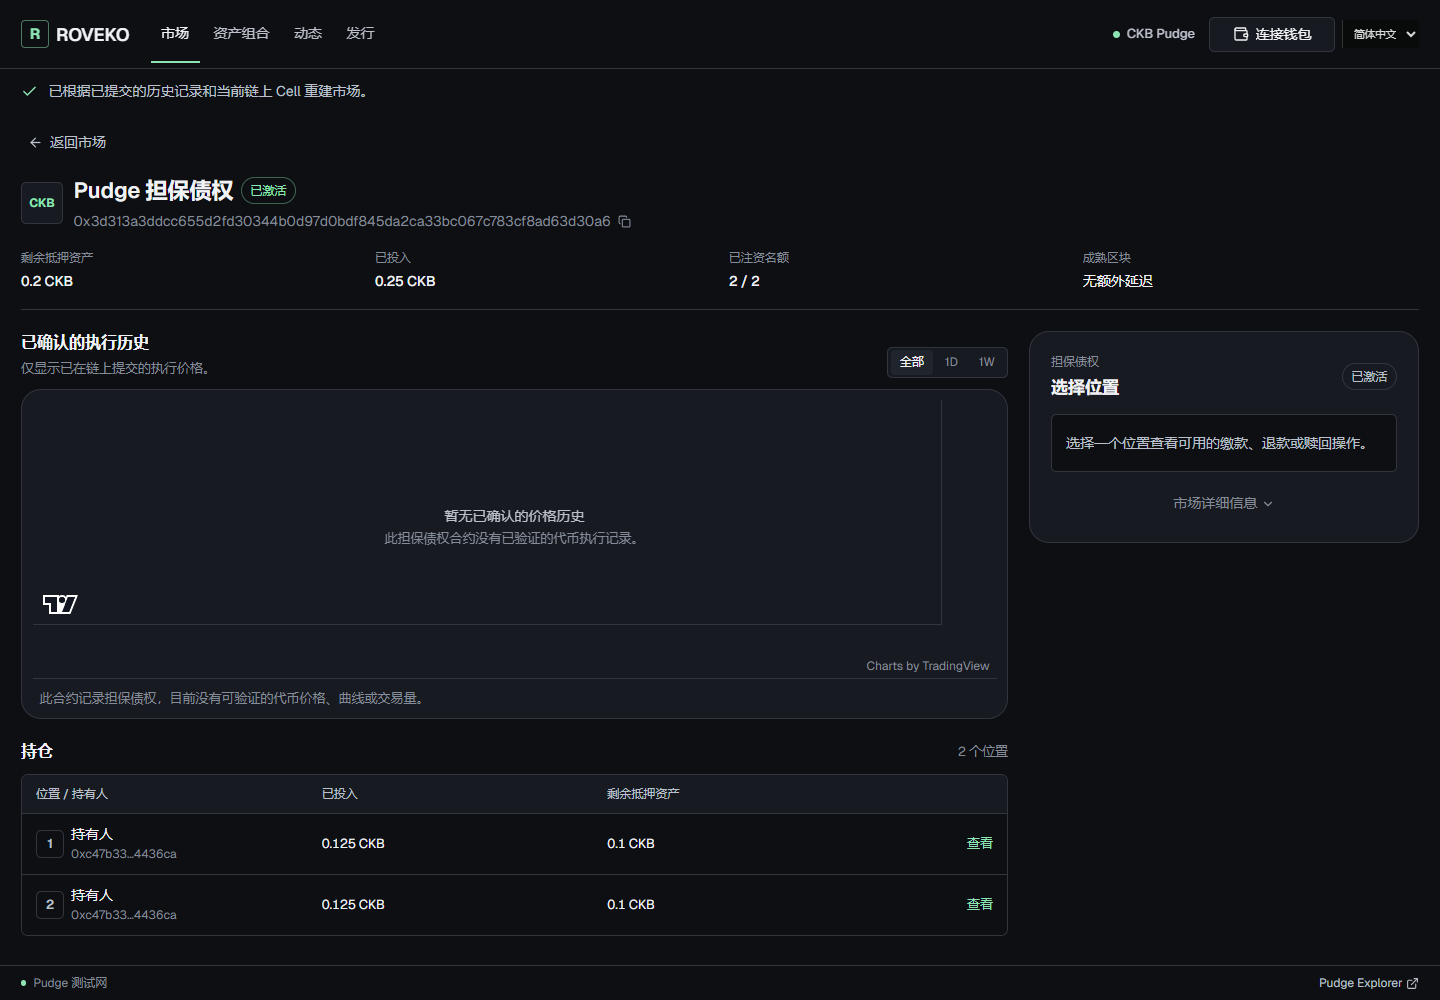 R ROVEKO 市场 资产组合 动态 发行 CKB Pudge 连接钱包 简体中文
已根据已提交的历史记录和当前链上 Cell 重建市场。
返回市场
CKB
Pudge 担保债权 已激活
0x3d313a3ddcc655d2fd30344b0d97d0bdf845da2ca33bc067c783cf8ad63d30a6
剩余抵押资产 已投入 已注资名额 成熟区块
0.2 CKB 0.25 CKB 2 / 2 无额外延迟
已确认的执行历史
仅显示已在链上提交的执行价格。
全部 1D 1W
暂无已确认的价格历史
此担保债权合约没有已验证的代币执行记录。
Charts by TradingView
此合约记录担保债权，目前没有可验证的代币价格、曲线或交易量。
担保债权
选择位置
已激活
选择一个位置查看可用的缴款、退款或赎回操作。
市场详细信息
持仓 2 个位置
位置 / 持有人 已投入 剩余抵押资产
1 持有人 0.125 CKB 0.1 CKB 查看
0xc47b33...4436ca
2 持有人 0.125 CKB 0.1 CKB 查看
0xc47b33...4436ca
Pudge 测试网 Pudge Explorer